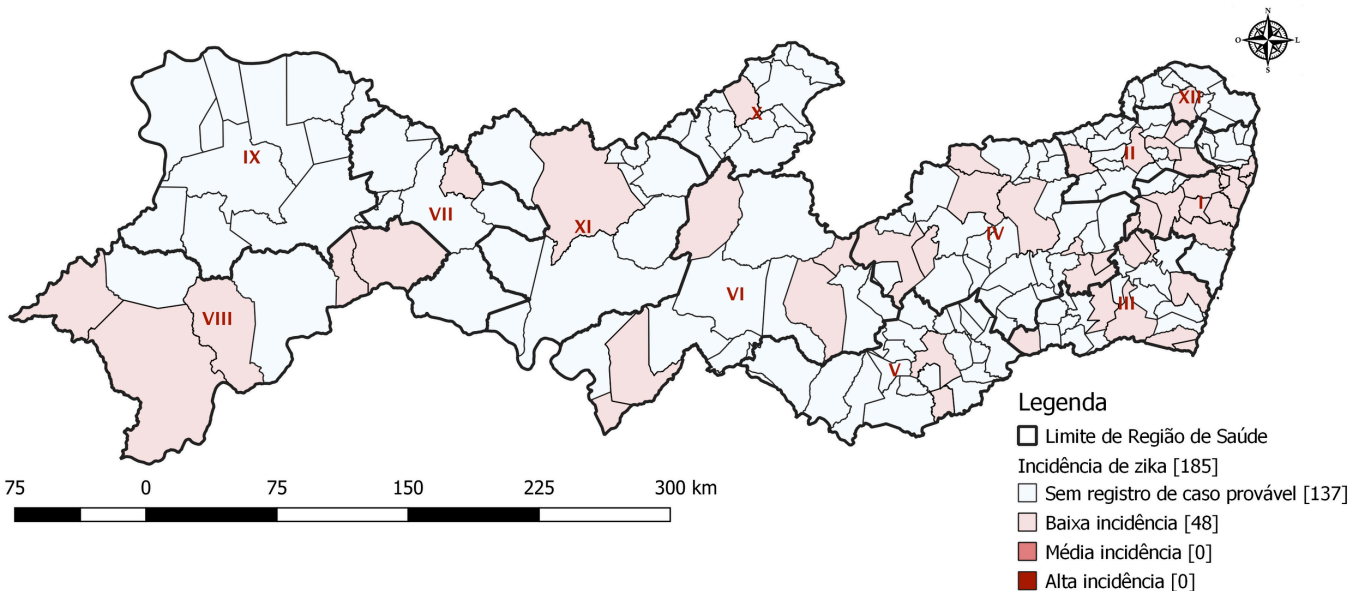 N
O L
S
XII
X
II
IX
I
VII
XI
IV
VI
III
VIII
V
Legenda
Limite de Região de Saúde
Incidência de zika [185]
Sem registro de caso provável [137]
Baixa incidência [48]
Média incidência [0]
Alta incidência [0]
75 0 75 150 225 300 km